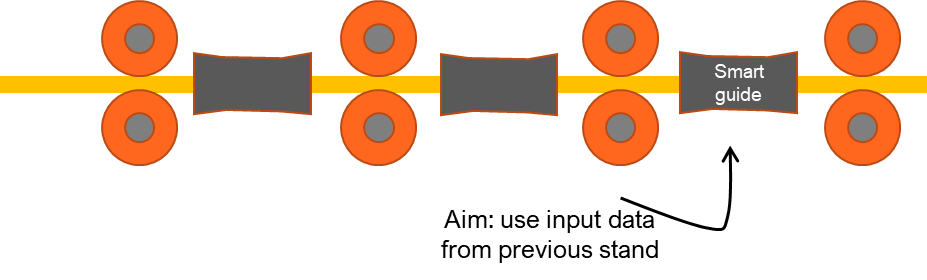 Smart
guide
Aim: use input data
from previous stand